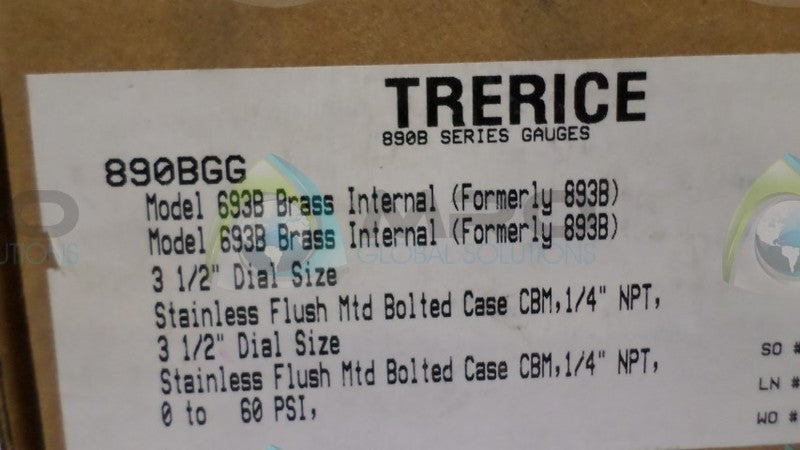 TRERICE
890B SERIES GAUGES
890BGG
Model 693B Brass Internal (Formerly 893B)
Model 693B Brass Internal (Formerly 893B)
3 1/2" Dial Size
Stainless Flush Mtd Bolted Case CBM,1/4" NPT,
3 1/2" Dial Size
Stainless Flush Mtd Bolted Case CBM,1/4" NPT,
0 to 60 PSI,
SO #
LN #
WO #
GLOBAL SOLUTIONS